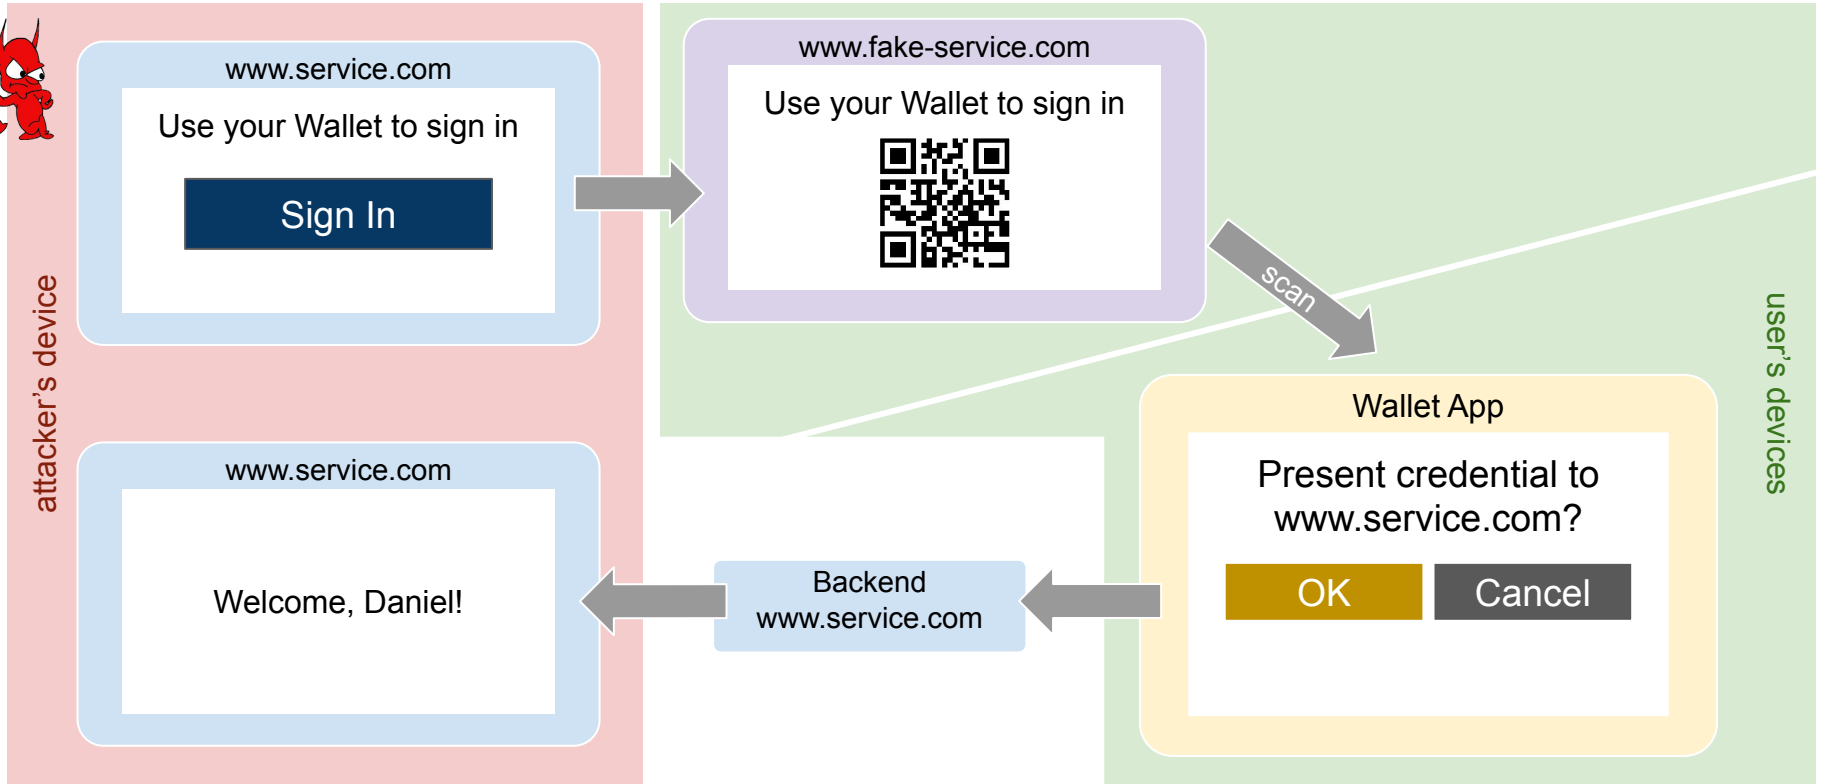 www.service.com
Use your Wallet to sign in
Sign In
attacker's device
www.fake-service.com
Use your Wallet to sign in
scan
user's devices
Wallet App
Present credential to
www.service.com?
OK
Cancel
Backend
www.service.com
www.service.com
Welcome, Daniel!